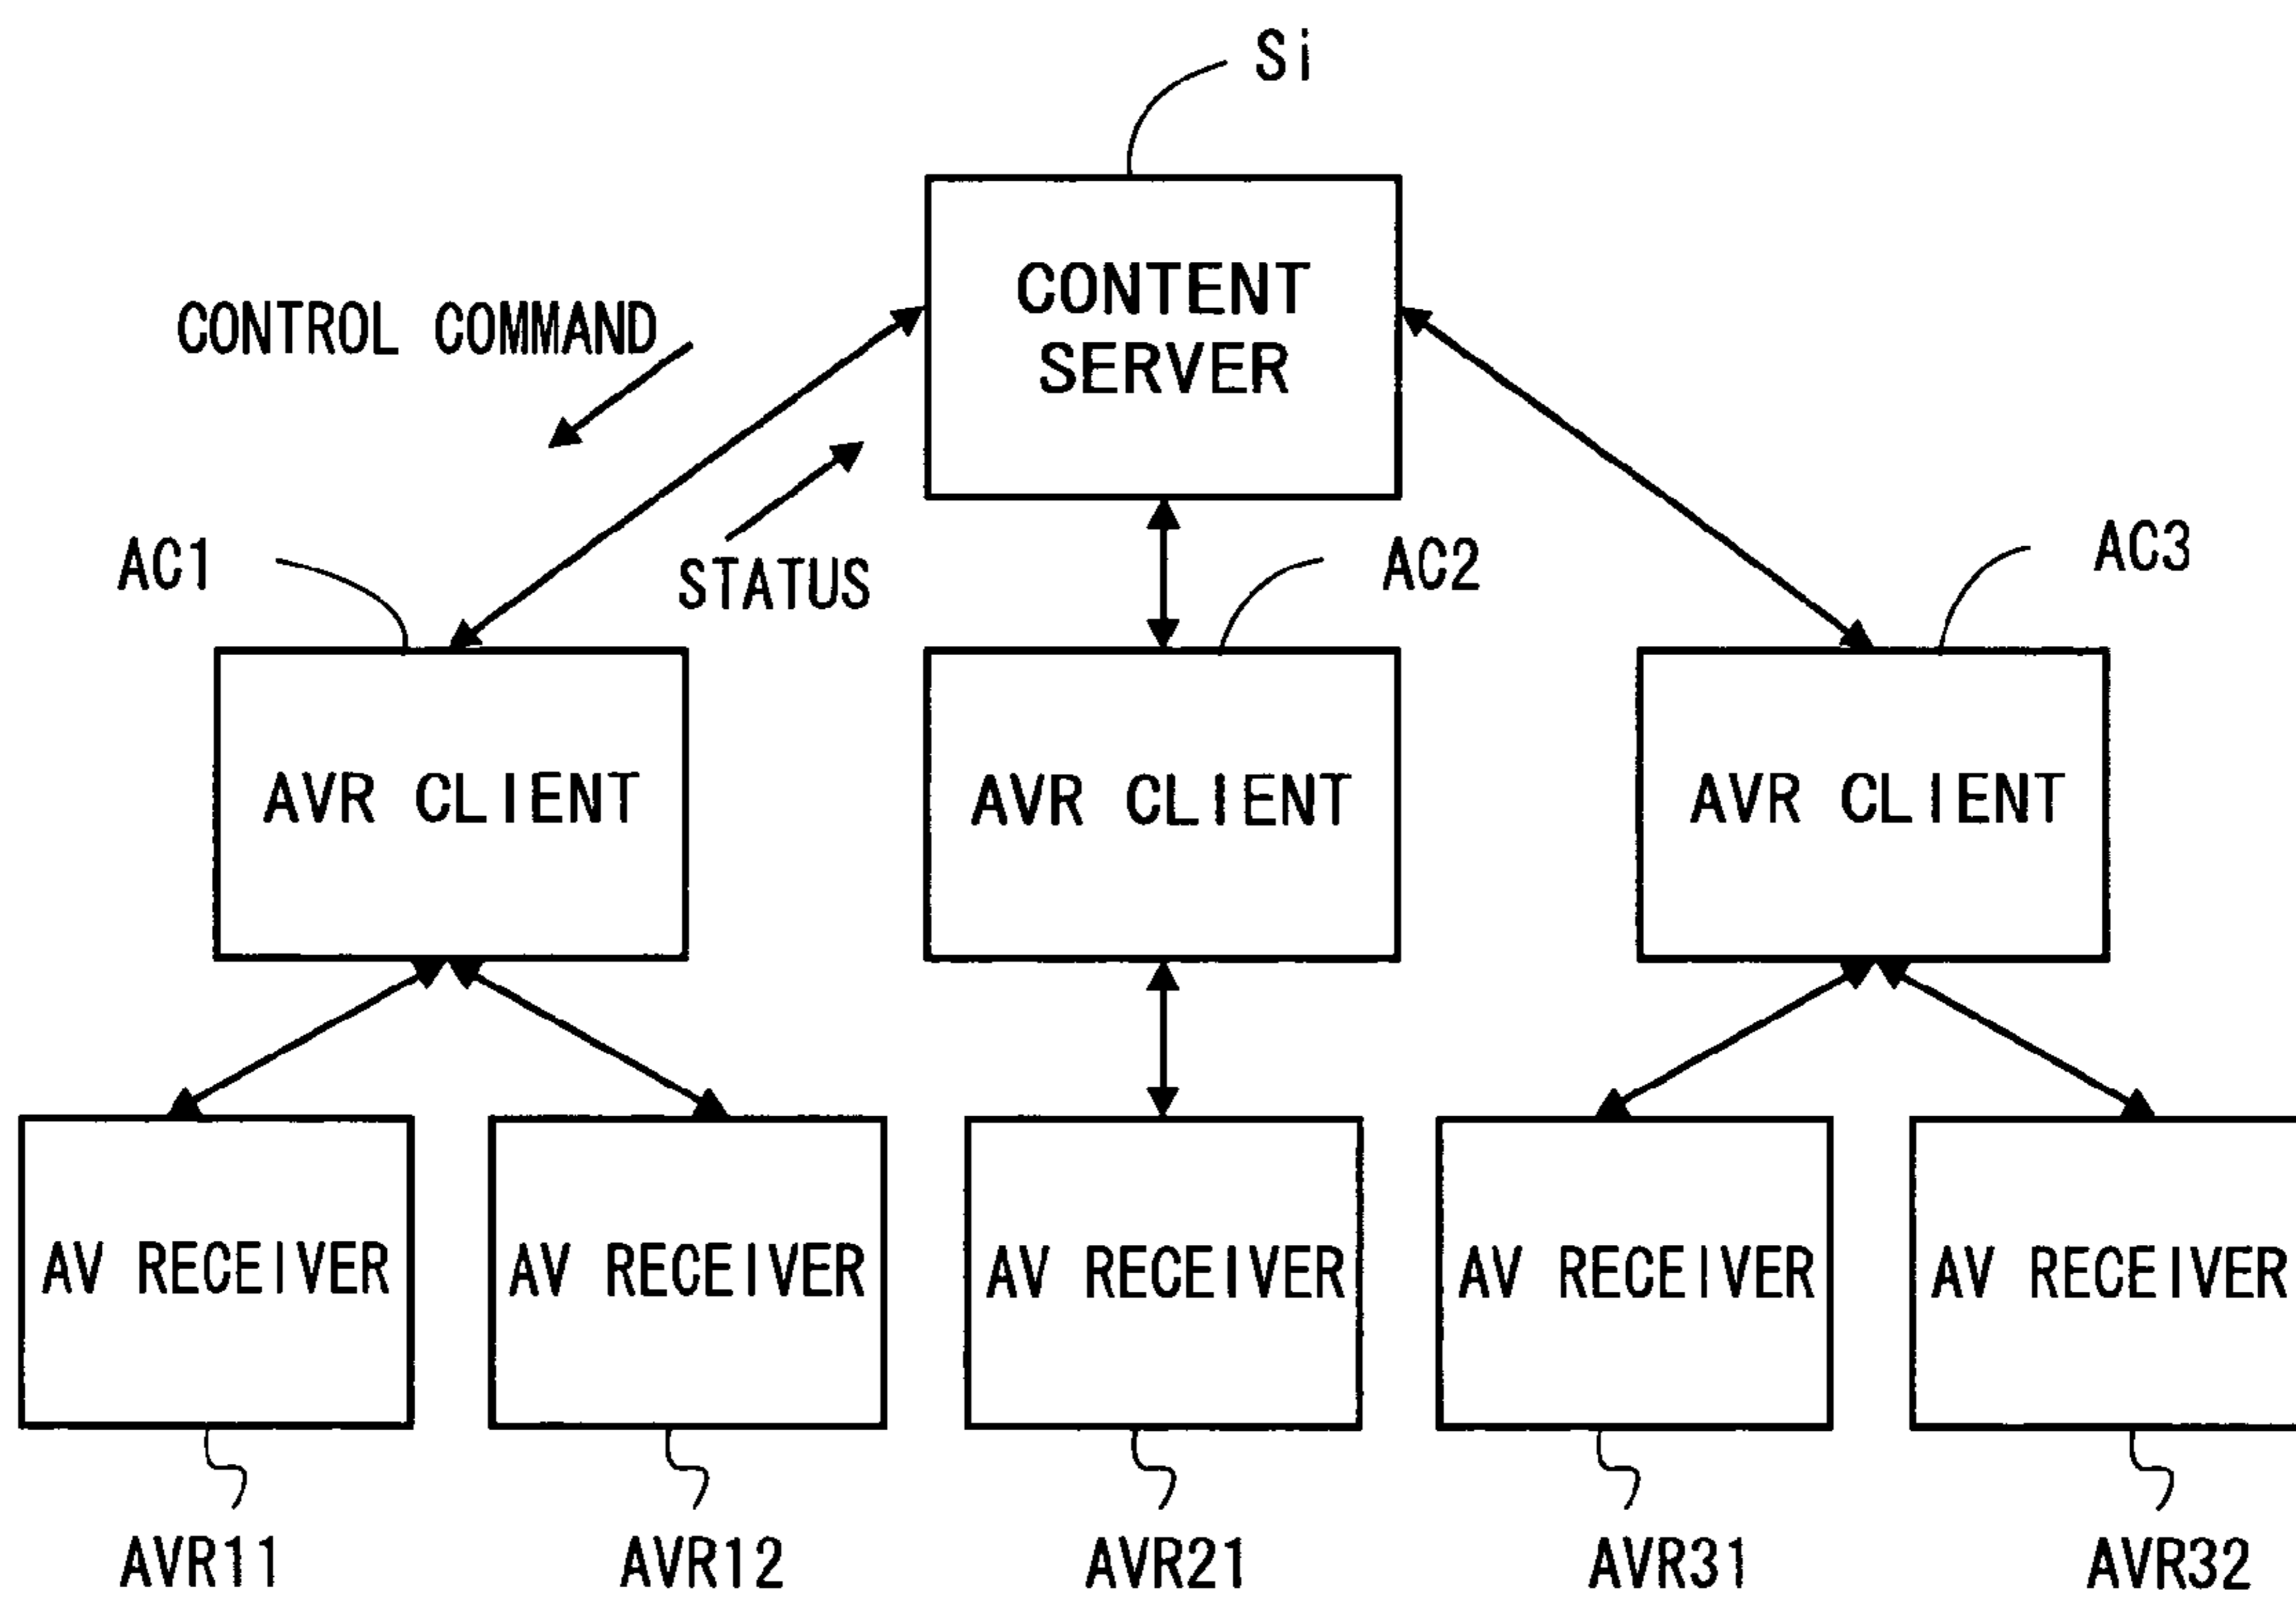 Si
CONTENT
SERVER
CONTROL COMMAND
STATUS
AC1
AC2
AC3
AVR CLIENT
AVR CLIENT
AVR CLIENT
AV RECEIVER
AV RECEIVER
AV RECEIVER
AV RECEIVER
AV RECEIVER
AVR11
AVR12
AVR21
AVR31
AVR32